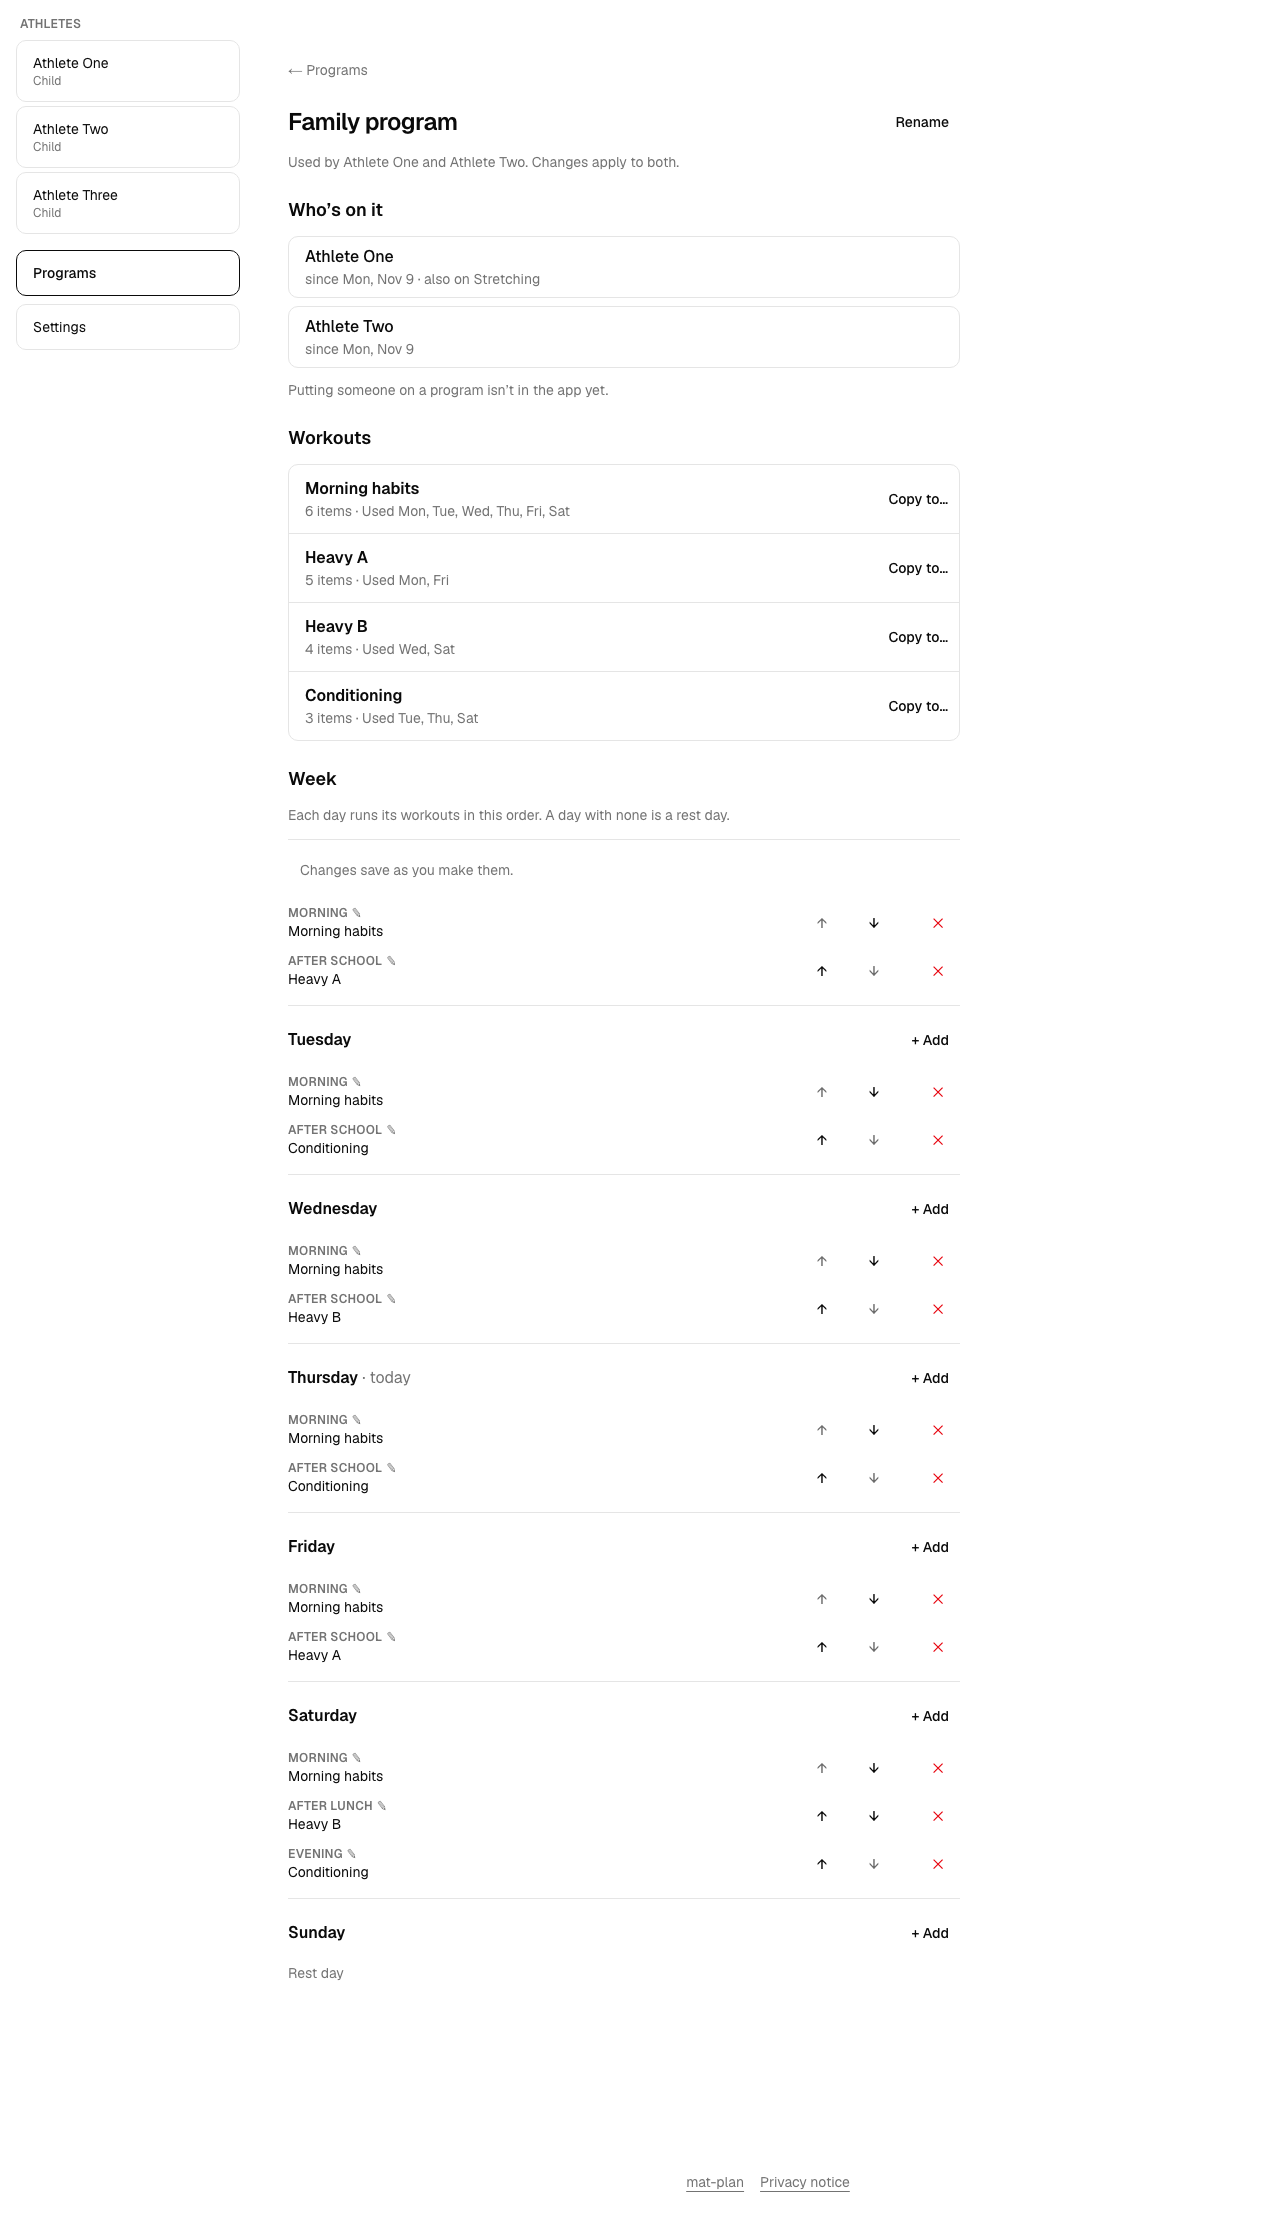 ATHLETES
Athlete One
Child
Athlete Two
Child
Athlete Three
Child
Programs
Settings
← Programs
Family program
Rename
Used by Athlete One and Athlete Two. Changes apply to both.
Who’s on it
Athlete One
since Mon, Nov 9 · also on Stretching
Athlete Two
since Mon, Nov 9
Putting someone on a program isn’t in the app yet.
Workouts
Morning habits
6 items · Used Mon, Tue, Wed, Thu, Fri, Sat
Copy to…
Heavy A
5 items · Used Mon, Fri
Copy to…
Heavy B
4 items · Used Wed, Sat
Copy to…
Conditioning
3 items · Used Tue, Thu, Sat
Copy to…
Week
Each day runs its workouts in this order. A day with none is a rest day.
Changes save as you make them.
MORNING ✎
Morning habits
↑ ↓ ×
AFTER SCHOOL ✎
Heavy A
↑ ↓ ×
Tuesday
+ Add
MORNING ✎
Morning habits
↑ ↓ ×
AFTER SCHOOL ✎
Conditioning
↑ ↓ ×
Wednesday
+ Add
MORNING ✎
Morning habits
↑ ↓ ×
AFTER SCHOOL ✎
Heavy B
↑ ↓ ×
Thursday · today
+ Add
MORNING ✎
Morning habits
↑ ↓ ×
AFTER SCHOOL ✎
Conditioning
↑ ↓ ×
Friday
+ Add
MORNING ✎
Morning habits
↑ ↓ ×
AFTER SCHOOL ✎
Heavy A
↑ ↓ ×
Saturday
+ Add
MORNING ✎
Morning habits
↑ ↓ ×
AFTER LUNCH ✎
Heavy B
↑ ↓ ×
EVENING ✎
Conditioning
↑ ↓ ×
Sunday
+ Add
Rest day
mat-plan Privacy notice